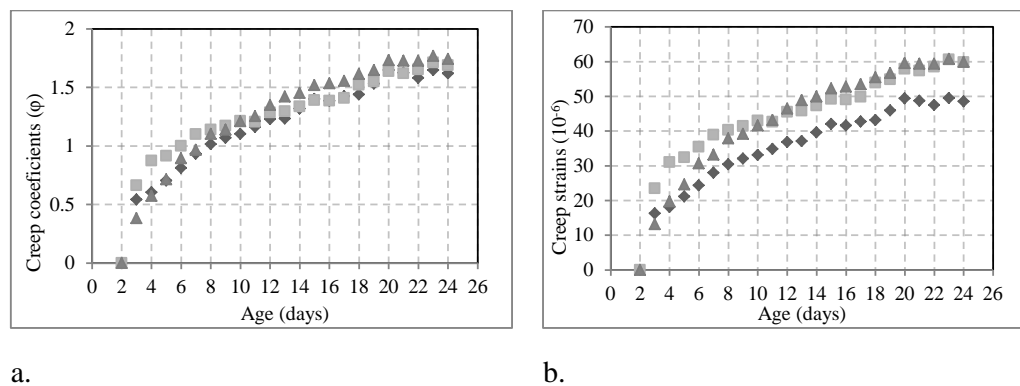 2
1.5
1
0.5
0
Creep coeeficients (φ)
0 2 4 6 8 10 12 14 16 18 20 22 24 26
Age (days)
a.
70
60
50
40
30
20
10
0
Creep strains (10-6)
0 2 4 6 8 10 12 14 16 18 20 22 24 26
Age (days)
b.